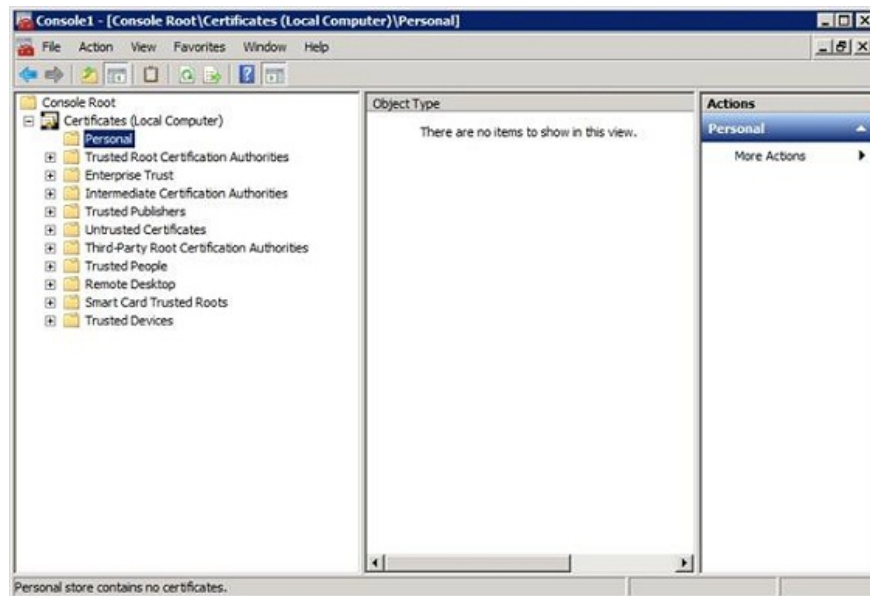 Console1 - [Console Root\Certificates (Local Computer)\Personal]
File Action View Favorites Window Help
Console Root
Certificates (Local Computer)
Personal
Trusted Root Certification Authorities
Enterprise Trust
Intermediate Certification Authorities
Trusted Publishers
Untrusted Certificates
Third-Party Root Certification Authorities
Trusted People
Remote Desktop
Smart Card Trusted Roots
Trusted Devices
Object Type
There are no items to show in this view.
Actions
Personal
More Actions
Personal store contains no certificates.